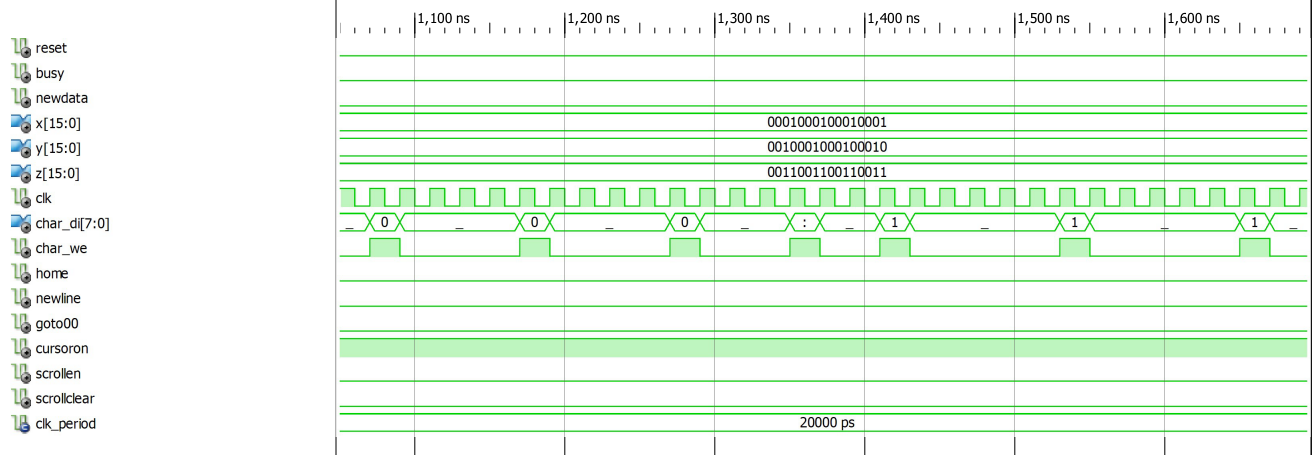 1,100 ns 1,200 ns 1,300 ns 1,400 ns 1,500 ns 1,600 ns
reset
busy
newdata
x[15:0] 0001000100010001
y[15:0] 0010001000100010
z[15:0] 0011001100110011
clk
char_di[7:0] _ 0 _ 0 _ 0 _ : _ 1 _ 1 _ 1 _
char_we
home
newline
goto00
cursoron
scrollen
scrollclear
clk_period 20000 ps